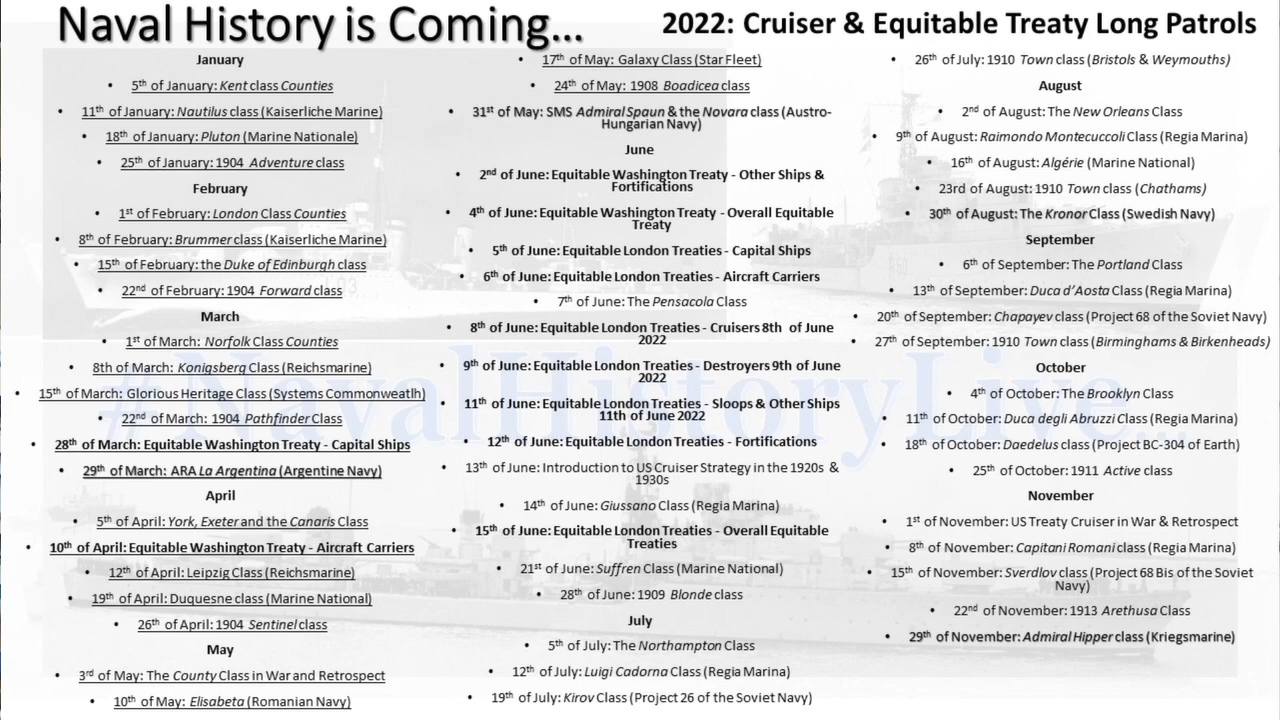 Naval History is Coming...
2022: Cruiser & Equitable Treaty Long Patrols
January
• 5th of January: Kent class Counties
• 11th of January: Nautilus class (Kaiserliche Marine)
• 18th of January: Pluton (Marine Nationale)
• 25th of January: 1904 Adventure class
February
• 1st of February: London Class Counties
• 8th of February: Brummer class (Kaiserliche Marine)
• 15th of February: the Duke of Edinburgh class
• 22nd of February: 1904 Forward class
March
• 1st of March: Norfolk Class Counties
• 8th of March: Konigsberg Class (Reichsmarine)
• 15th of March: Glorious Heritage Class (Systems Commonweatlh)
• 22nd of March: 1904 Pathfinder Class
• 28th of March: Equitable Washington Treaty - Capital Ships
• 29th of March: ARA La Argentina (Argentine Navy)
April
• 5th of April: York, Exeter and the Canaris Class
• 10th of April: Equitable Washington Treaty - Aircraft Carriers
• 12th of April: Leipzig Class (Reichsmarine)
• 19th of April: Duquesne class (Marine National)
• 26th of April: 1904 Sentinel class
May
• 3rd of May: The County Class in War and Retrospect
• 10th of May: Elisabeta (Romanian Navy)
• 17th of May: Galaxy Class (Star Fleet)
• 24th of May: 1908 Boadicea class
• 31st of May: SMS Admiral Spaun & the Novara class (Austro-
Hungarian Navy)
June
• 2nd of June: Equitable Washington Treaty - Other Ships &
Fortifications
• 4th of June: Equitable Washington Treaty - Overall Equitable
Treaty
• 5th of June: Equitable London Treaties - Capital Ships
• 6th of June: Equitable London Treaties - Aircraft Carriers
• 7th of June: The Pensacola Class
• 8th of June: Equitable London Treaties - Cruisers 8th of June
2022
• 9th of June: Equitable London Treaties - Destroyers 9th of June
2022
• 11th of June: Equitable London Treaties - Sloops & Other Ships
11th of June 2022
• 12th of June: Equitable London Treaties - Fortifications
• 13th of June: Introduction to US Cruiser Strategy in the 1920s &
1930s
• 14th of June: Giussano Class (Regia Marina)
• 15th of June: Equitable London Treaties - Overall Equitable
Treaties
• 21st of June: Suffren Class (Marine National)
• 28th of June: 1909 Blonde class
July
• 5th of July: The Northampton Class
• 12th of July: Luigi Cadorna Class (Regia Marina)
• 19th of July: Kirov Class (Project 26 of the Soviet Navy)
• 26th of July: 1910 Town class (Bristols & Weymouths)
August
• 2nd of August: The New Orleans Class
• 9th of August: Raimondo Montecuccoli Class (Regia Marina)
• 16th of August: Algérie (Marine National)
• 23rd of August: 1910 Town class (Chathams)
• 30th of August: The Kronor Class (Swedish Navy)
September
• 6th of September: The Portland Class
• 13th of September: Duca d'Aosta Class (Regia Marina)
• 20th of September: Chapayev class (Project 68 of the Soviet Navy)
• 27th of September: 1910 Town class (Birminghams & Birkenheads)
October
• 4th of October: The Brooklyn Class
• 11th of October: Duca degli Abruzzi Class (Regia Marina)
• 18th of October: Daedelus class (Project BC-304 of Earth)
• 25th of October: 1911 Active class
November
• 1st of November: US Treaty Cruiser in War & Retrospect
• 8th of November: Capitani Romani class (Regia Marina)
• 15th of November: Sverdlov class (Project 68 Bis of the Soviet
Navy)
• 22nd of November: 1913 Arethusa Class
• 29th of November: Admiral Hipper class (Kriegsmarine)
#NavalHistoryLive...